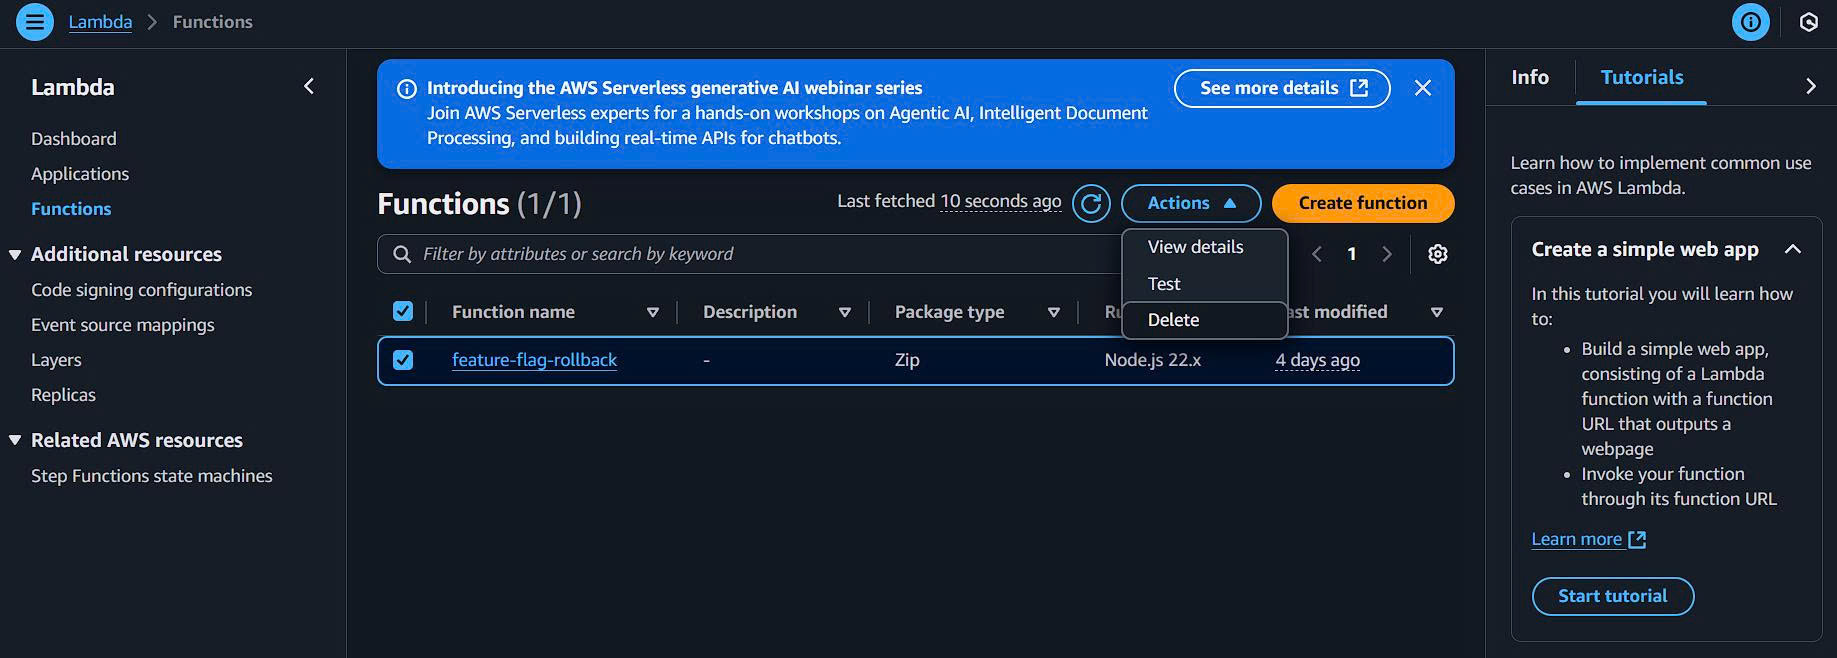 Lambda > Functions
Lambda
Dashboard
Applications
Functions
Additional resources
Code signing configurations
Event source mappings
Layers
Replicas
Related AWS resources
Step Functions state machines
Introducing the AWS Serverless generative AI webinar series
Join AWS Serverless experts for a hands-on workshops on Agentic AI, Intelligent Document
Processing, and building real-time APIs for chatbots.
See more details
Functions (1/1)
Last fetched 10 seconds ago
Actions
Create function
View details
Test
Delete
Filter by attributes or search by keyword
1
Function name Description Package type Ru ast modified
feature-flag-rollback - Zip Node.js 22.x 4 days ago
Info
Tutorials
Learn how to implement common use
cases in AWS Lambda.
Create a simple web app
In this tutorial you will learn how
to:
• Build a simple web app,
consisting of a Lambda
function with a function
URL that outputs a
webpage
• Invoke your function
through its function URL
Learn more
Start tutorial